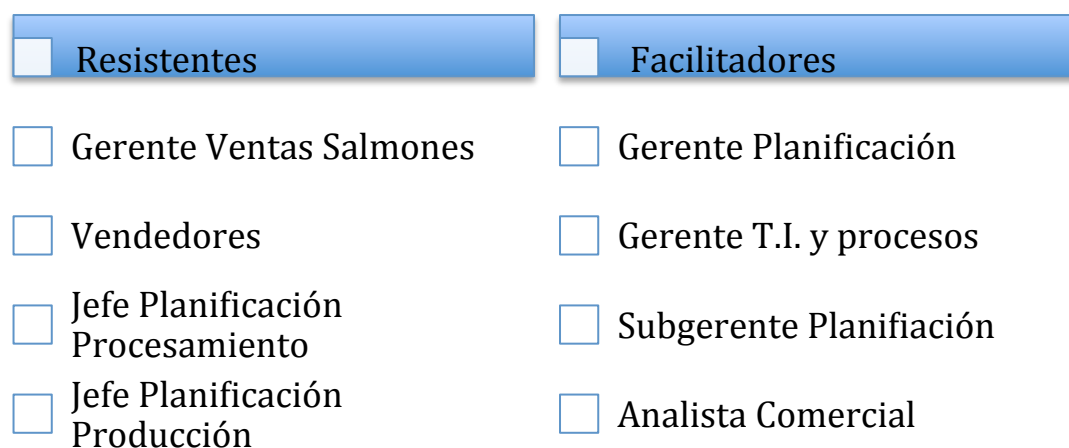 Resistentes
Gerente Ventas Salmones
Vendedores
Jefe Planificación
Procesamiento
Jefe Planificación
Producción
Facilitadores
Gerente Planificación
Gerente T.I. y procesos
Subgerente Planifiación
Analista Comercial